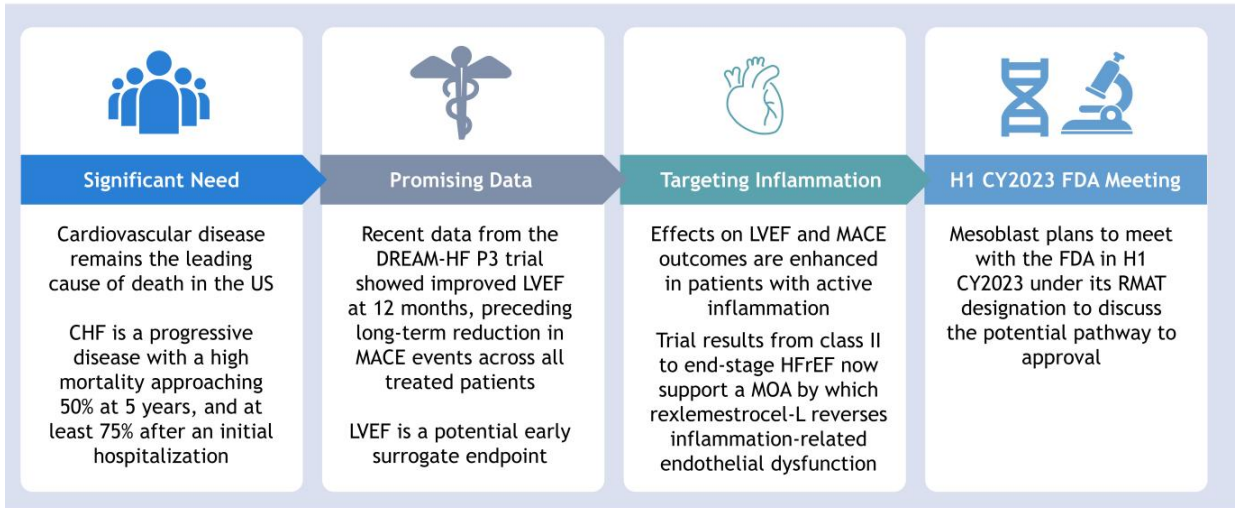 Significant Need
Cardiovascular disease
remains the leading
cause of death in the US
CHF is a progressive
disease with a high
mortality approaching
50% at 5 years, and at
least 75% after an initial
hospitalization
Promising Data
Recent data from the
DREAM-HF P3 trial
showed improved LVEF
at 12 months, preceding
long-term reduction in
MACE events across all
treated patients
LVEF is a potential early
surrogate endpoint
Targeting Inflammation
Effects on LVEF and MACE
outcomes are enhanced
in patients with active
inflammation
Trial results from class II
to end-stage HFrEF now
support a MOA by which
rexlemestrocel-L reverses
inflammation-related
endothelial dysfunction
H1 CY2023 FDA Meeting
Mesoblast plans to meet
with the FDA in H1
CY2023 under its RMAT
designation to discuss
the potential pathway to
approval